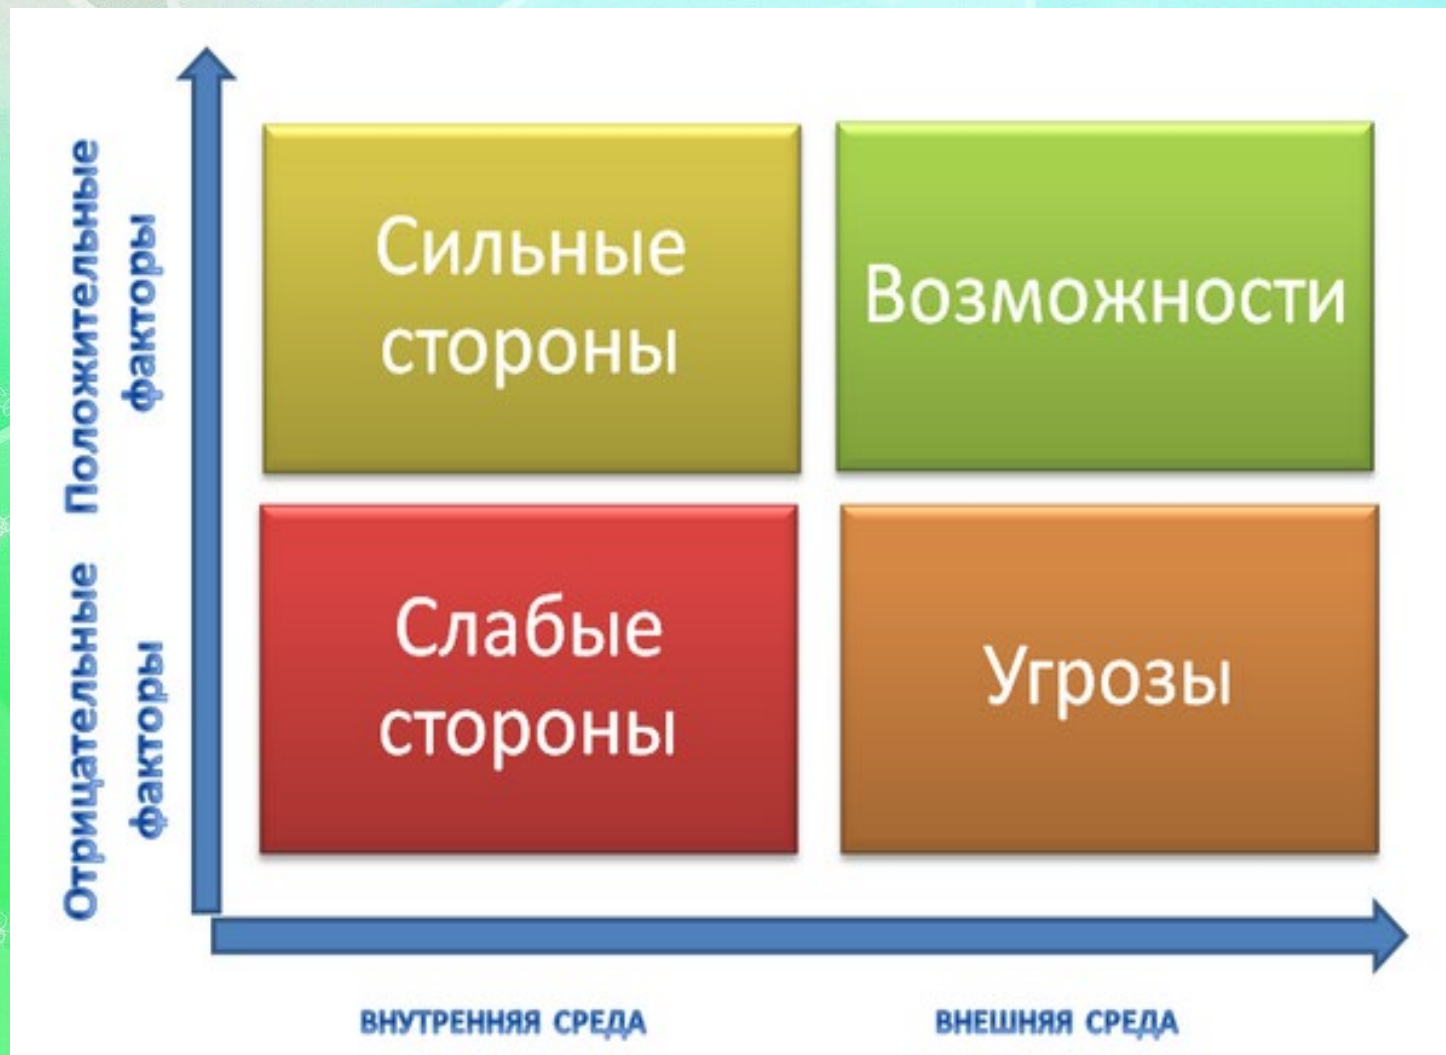 Положительные
факторы
Сильные
стороны
Возможности
Отрицательные
факторы
Слабые
стороны
Угрозы
ВНУТРЕННЯЯ СРЕДА
ВНЕШНЯЯ СРЕДА